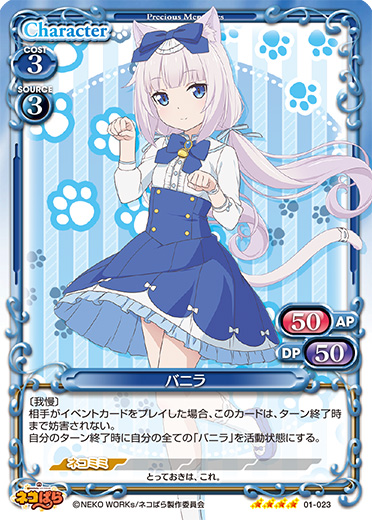 Precious Memories
Character
COST
3
SOURCE
3
50 AP
DP 50
バニラ
〔我慢〕
相手がイベントカードをプレイした場合、このカードは、ターン終了時
まで妨害されない。
自分のターン終了時に自分の全ての「バニラ」を活動状態にする。
ネコミミ
とっておきは、これ。
ネコぱら
©NEKO WORKs/ネコぱら製作委員会
01-023